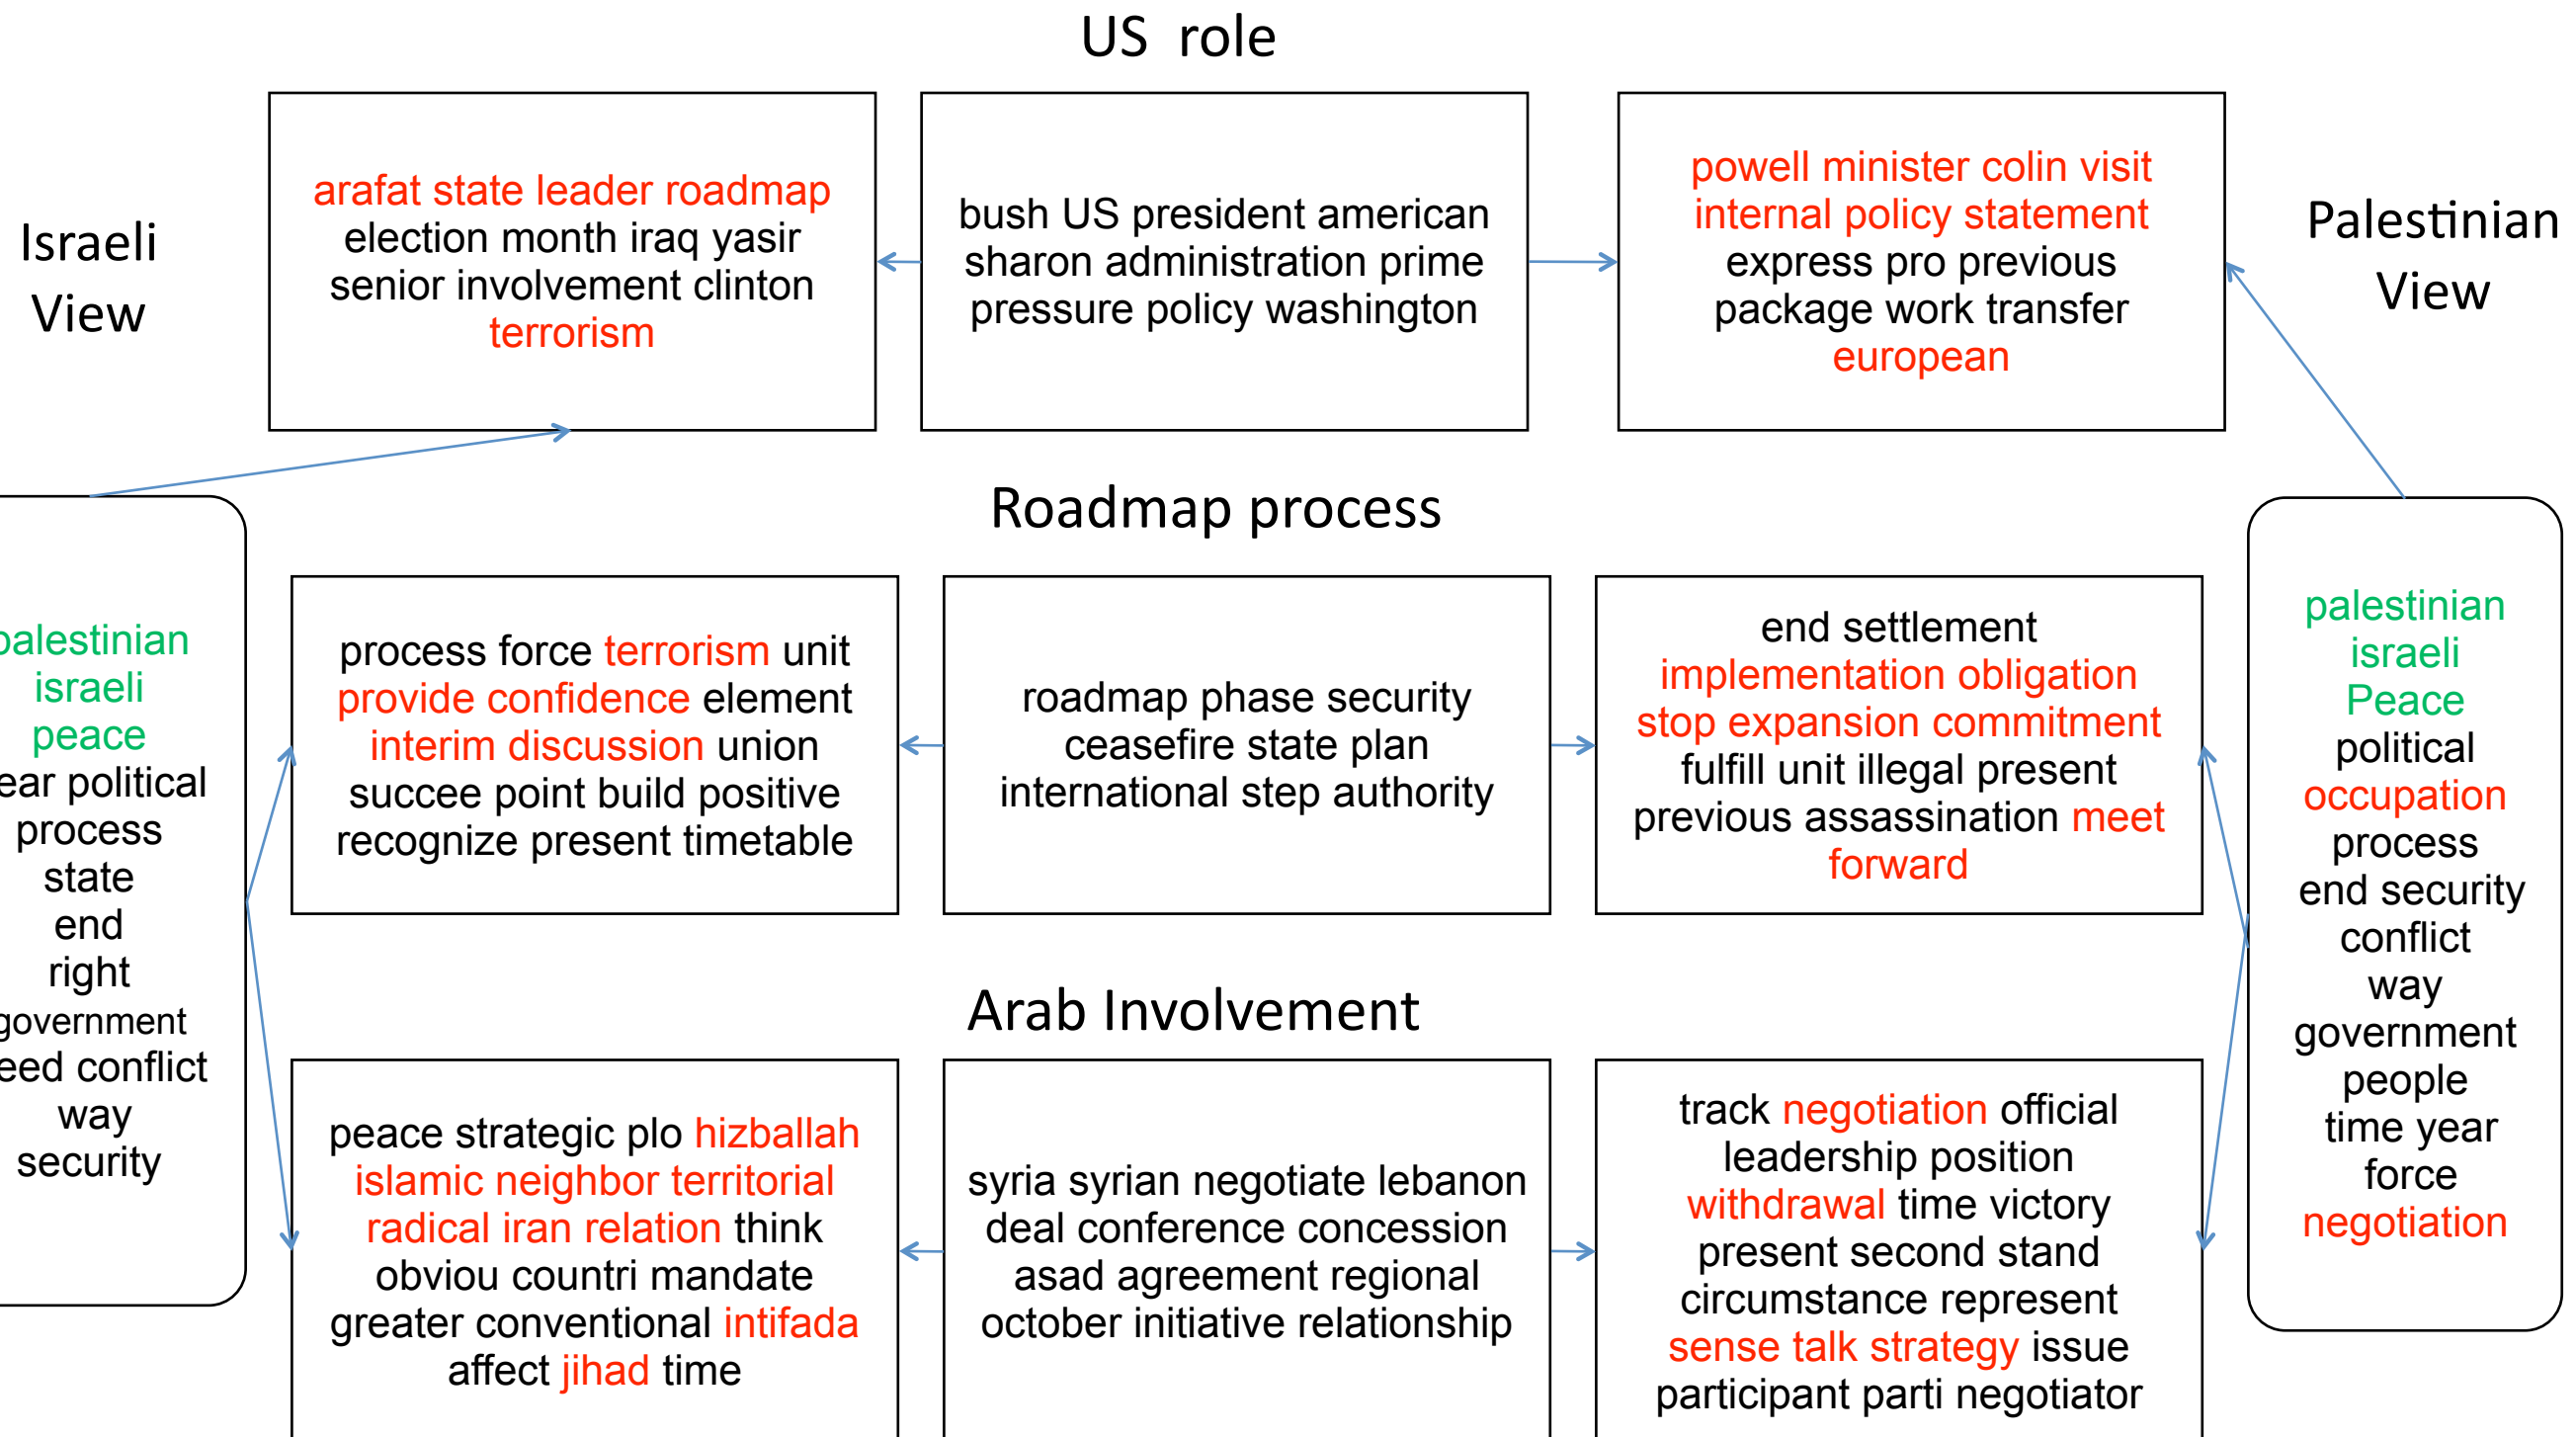 US role
Israeli
View
arafat state leader roadmap
election month iraq yasir
senior involvement clinton
terrorism
bush US president american
sharon administration prime
pressure policy washington
powell minister colin visit
internal policy statement
express pro previous
package work transfer
european
Palestinian
View
Roadmap process
palestinian
israeli
peace
political
process
state
end
right
government
conflict
way
security
process force terrorism unit
provide confidence element
interim discussion union
succee point build positive
recognize present timetable
roadmap phase security
ceasefire state plan
international step authority
end settlement
implementation obligation
stop expansion commitment
fulfill unit illegal present
previous assassination meet
forward
palestinian
israeli
Peace
political
occupation
process
end security
conflict
way
government
people
time year
force
negotiation
Arab Involvement
peace strategic plo hizballah
islamic neighbor territorial
radical iran relation think
obviou countri mandate
greater conventional intifada
affect jihad time
syria syrian negotiate lebanon
deal conference concession
asad agreement regional
october initiative relationship
track negotiation official
leadership position
withdrawal time victory
present second stand
circumstance represent
sense talk strategy issue
participant parti negotiator